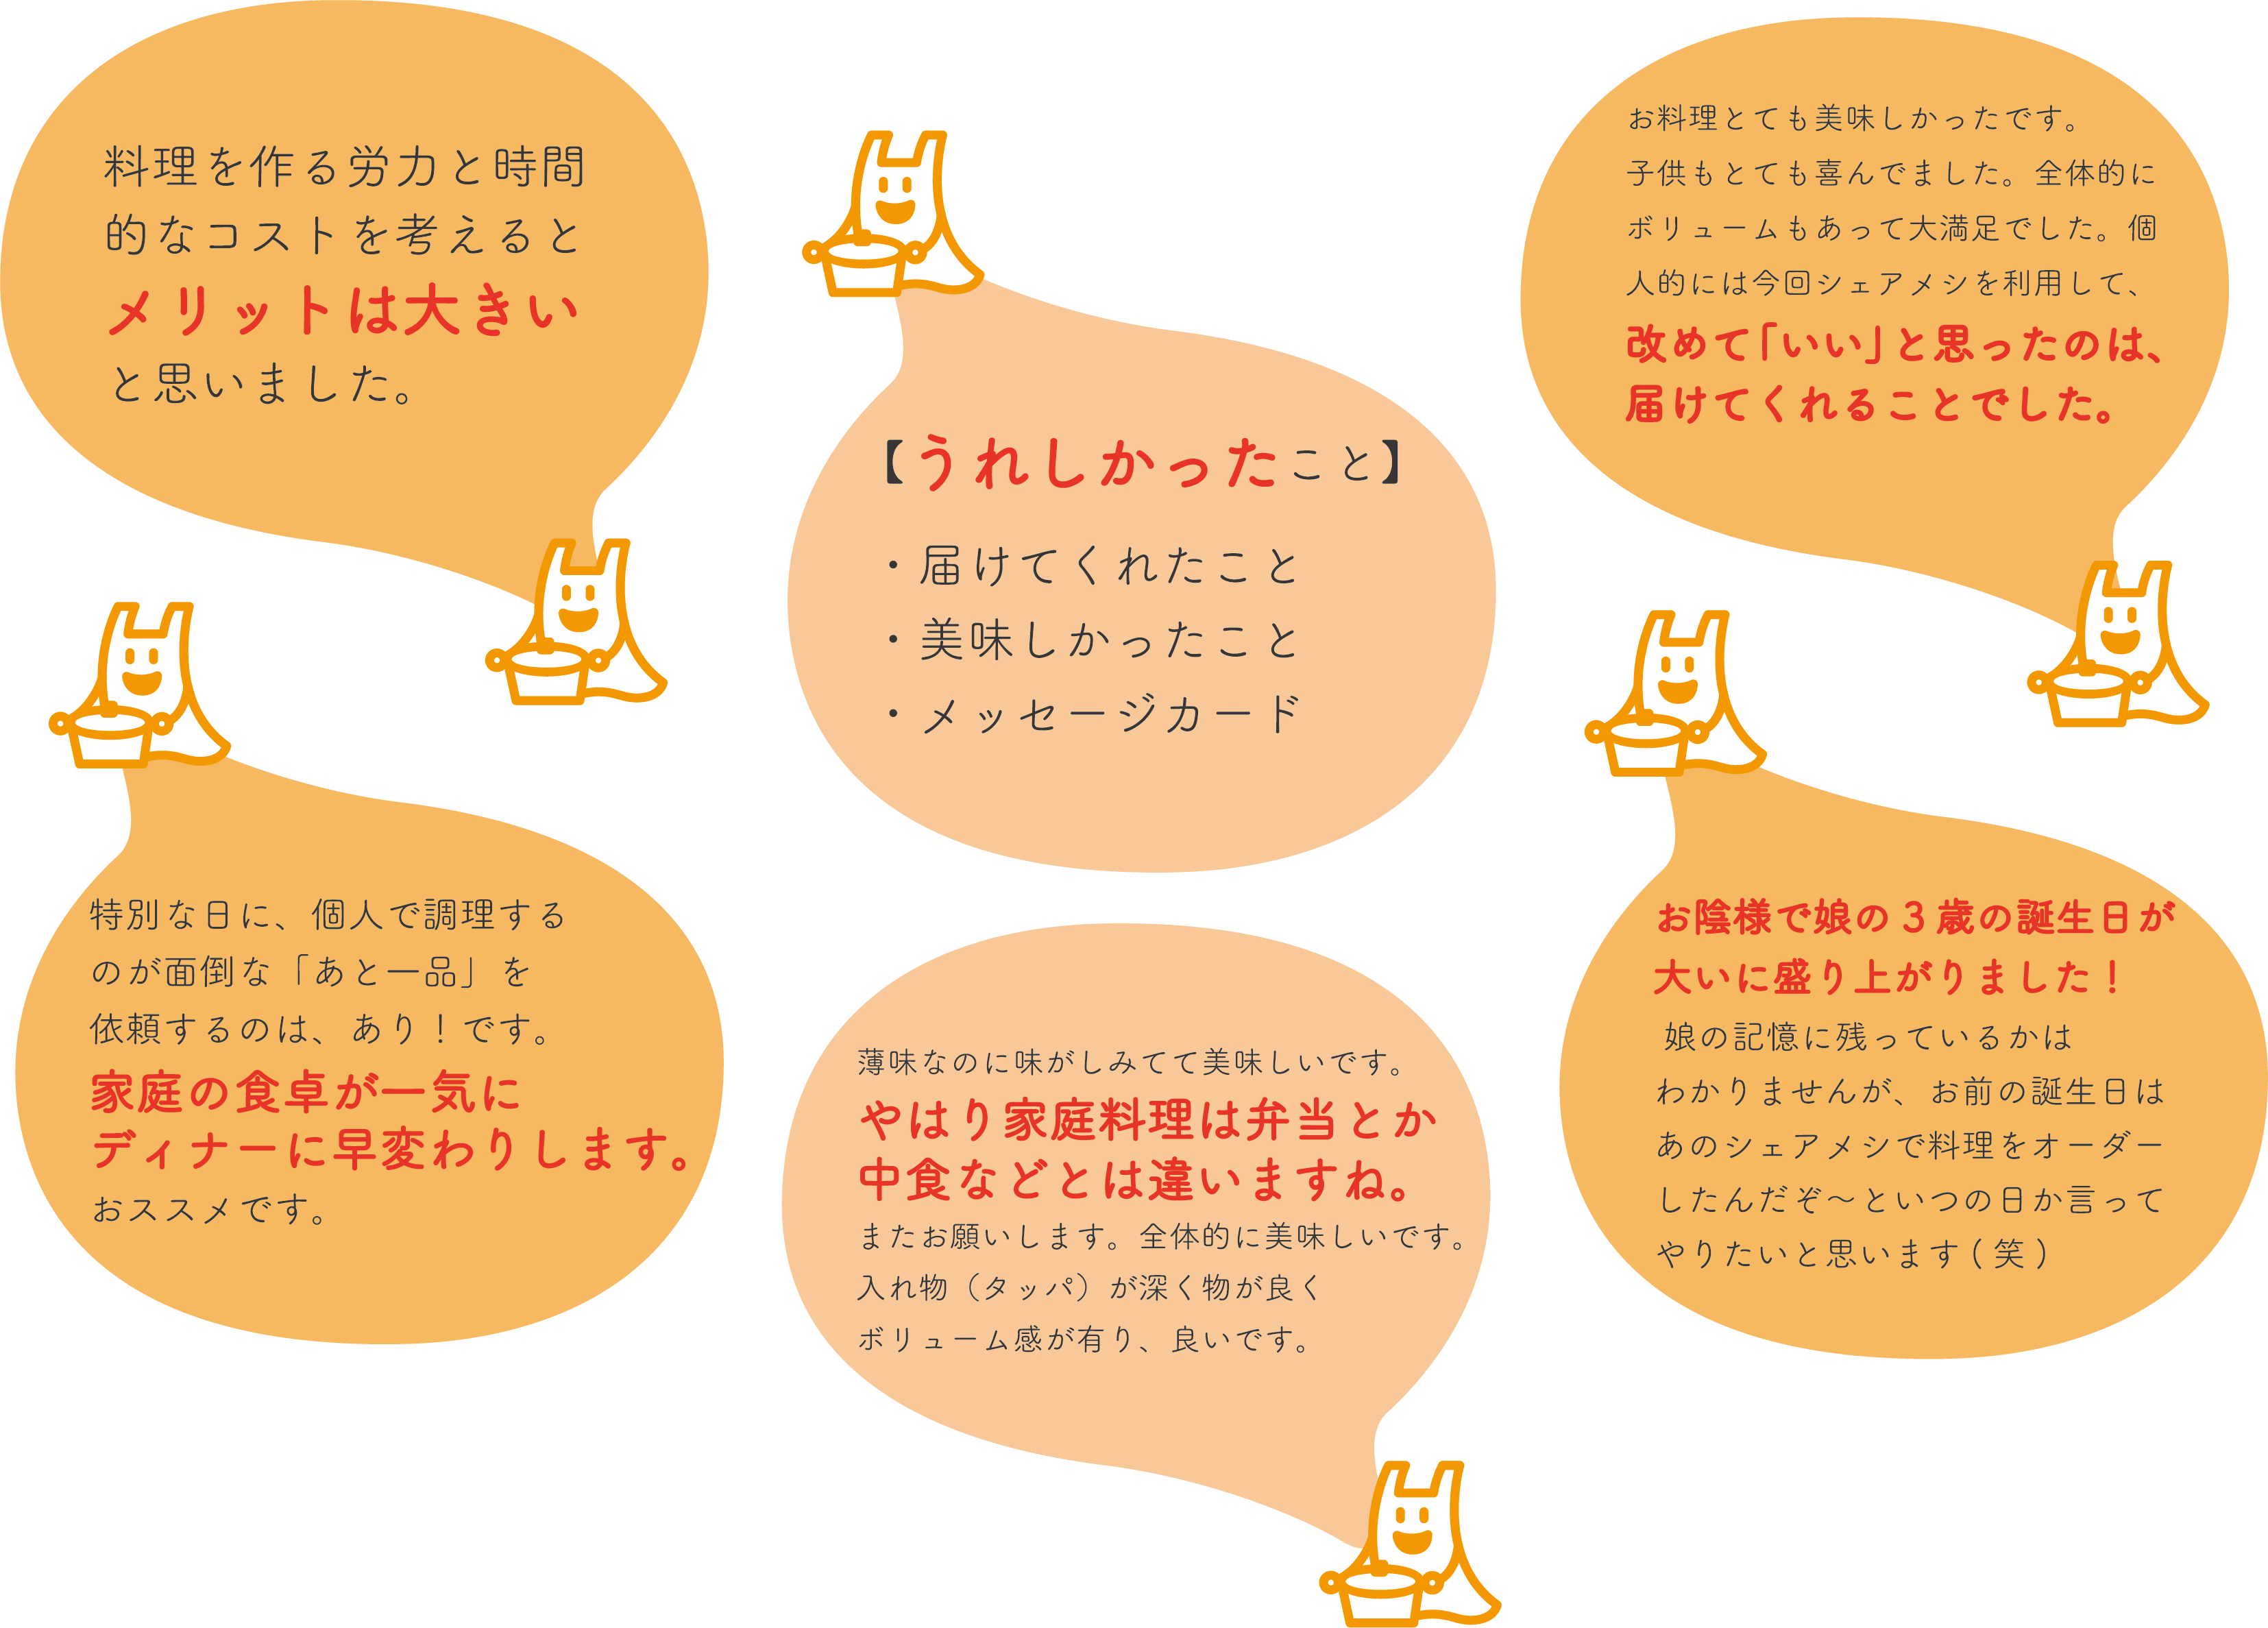 料理を作る労力と時間
的なコストを考えると
メリットは大きい
と思いました。
【うれしかったこと】
・届けてくれたこと
・美味しかったこと
・メッセージカード
お料理とても美味しかったです。
子供もとても喜んでました。全体的に
ボリュームもあって大満足でした。個
人的には今回シェアメシを利用して、
改めて「いい」と思ったのは、
届けてくれることでした。
特別な日に、個人で調理する
のが面倒な「あと一品」を
依頼するのは、あり！です。
家庭の食卓が一気に
ディナーに早変わりします。
おススメです。
薄味なのに味がしみてて美味しいです。
やはり家庭料理は弁当とか
中食などとは違いますね。
またお願いします。全体的に美味しいです。
入れ物（タッパ）が深く物が良く
ボリューム感が有り、良いです。
お陰様で娘の３歳の誕生日が
大いに盛り上がりました！
娘の記憶に残っているかは
わかりませんが、お前の誕生日は
あのシェアメシで料理をオーダー
したんだぞ～といつの日か言って
やりたいと思います(笑)